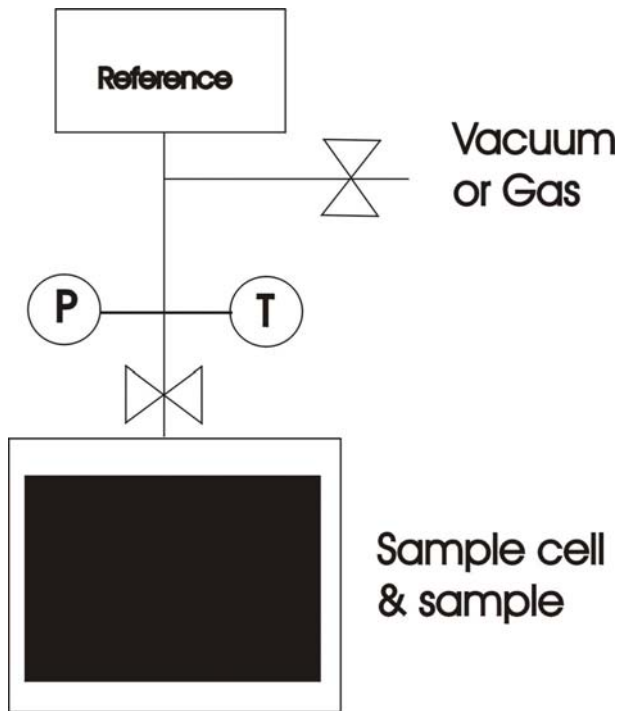 Reference
Vacuum
or Gas
P
T
Sample cell
& sample